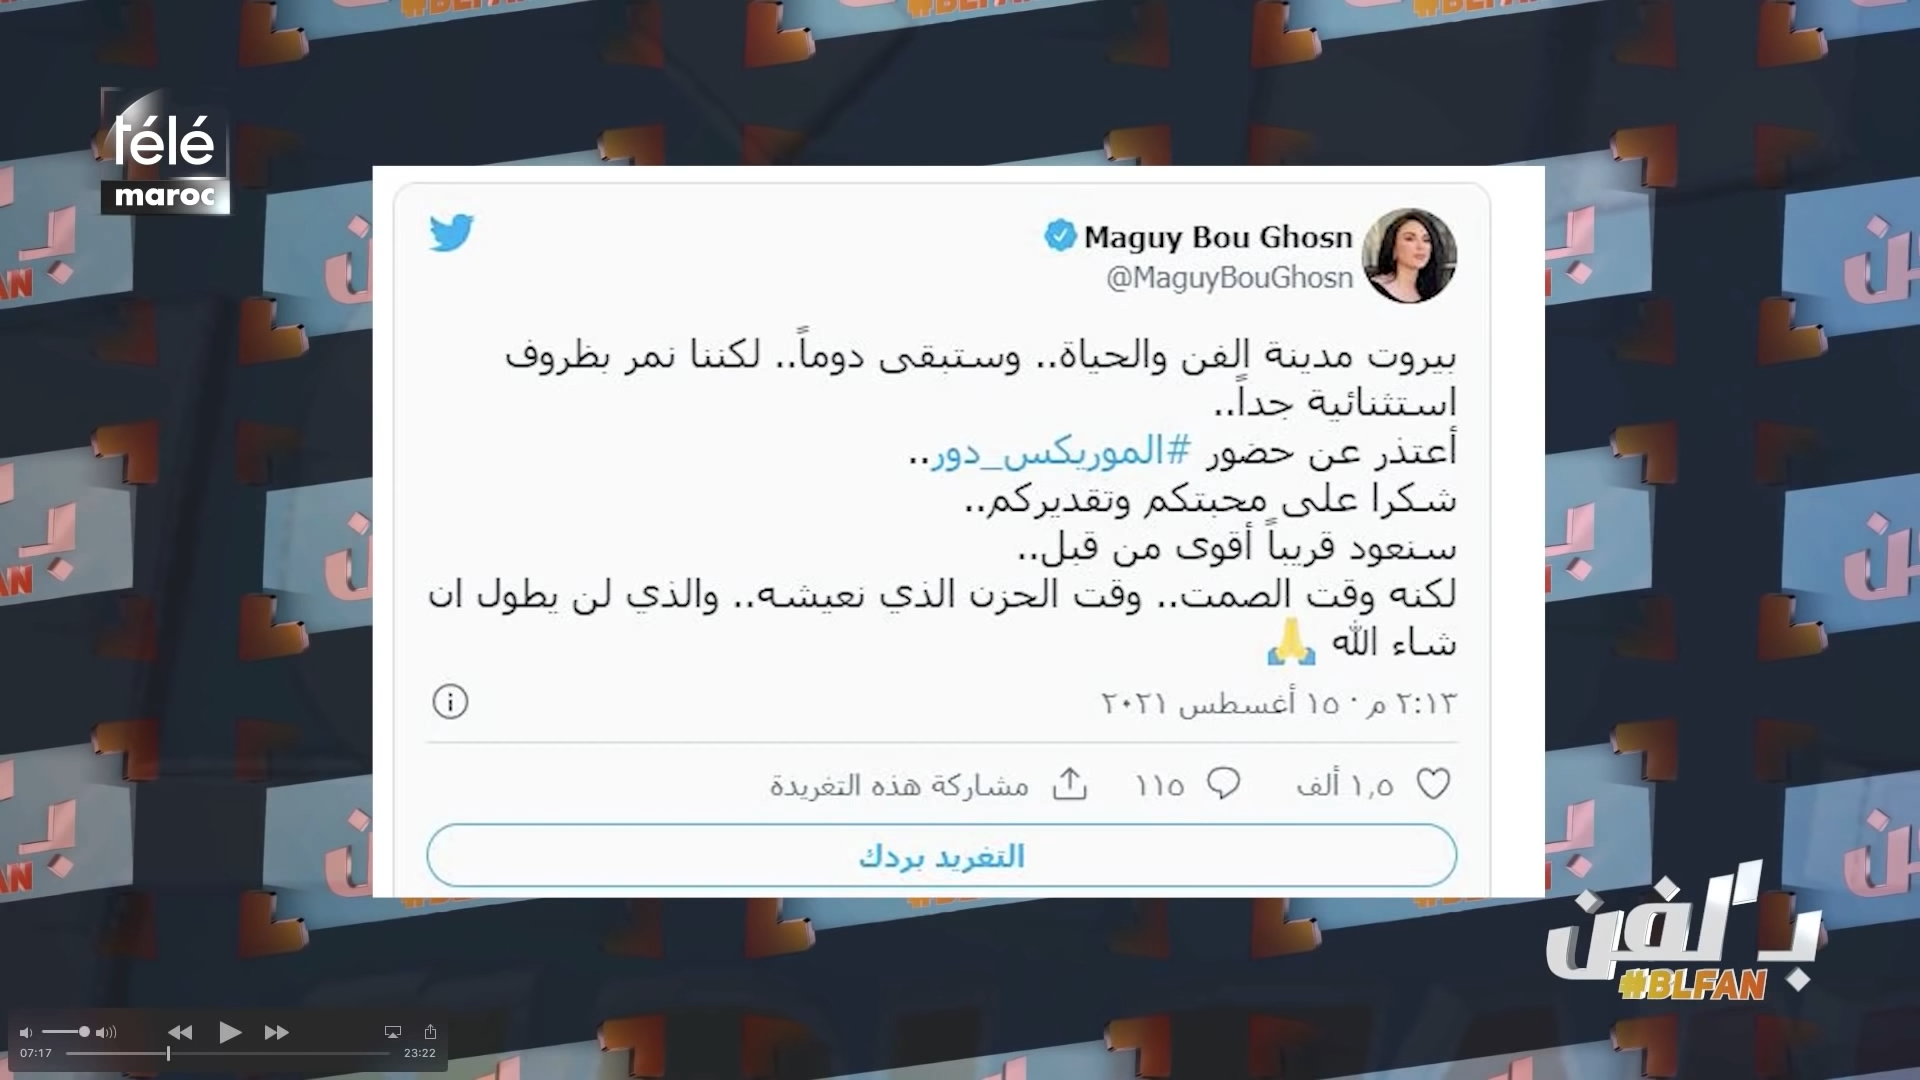 télé
maroc
Maguy Bou Ghosn
@MaguyBouGhosn
بيروت مدينة الفن والحياة.. وستبقى دوماً.. لكننا نمر بظروف
استثنائية جداً..
أعتذر عن حضور #الموريكس_دور..
شكرا على محبتكم وتقديركم..
سنعود قريباً أقوى من قبل..
لكنه وقت الصمت.. وقت الحزن الذي نعيشه.. والذي لن يطول ان
شاء الله 🙏
٢:١٣ م · ١٥ أغسطس ٢٠٢١
١,٥ ألف ١١٥ مشاركة هذه التغريدة
التغريد بردك
بـلفن
#BLFAN
07:17 23:22